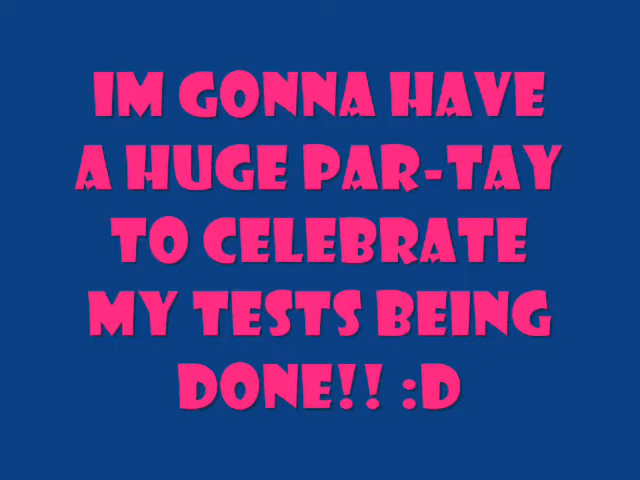 IM GONNA HAVE
A HUGE PAR-TAY
TO CELEBRATE
MY TESTS BEING
DONE!! :D